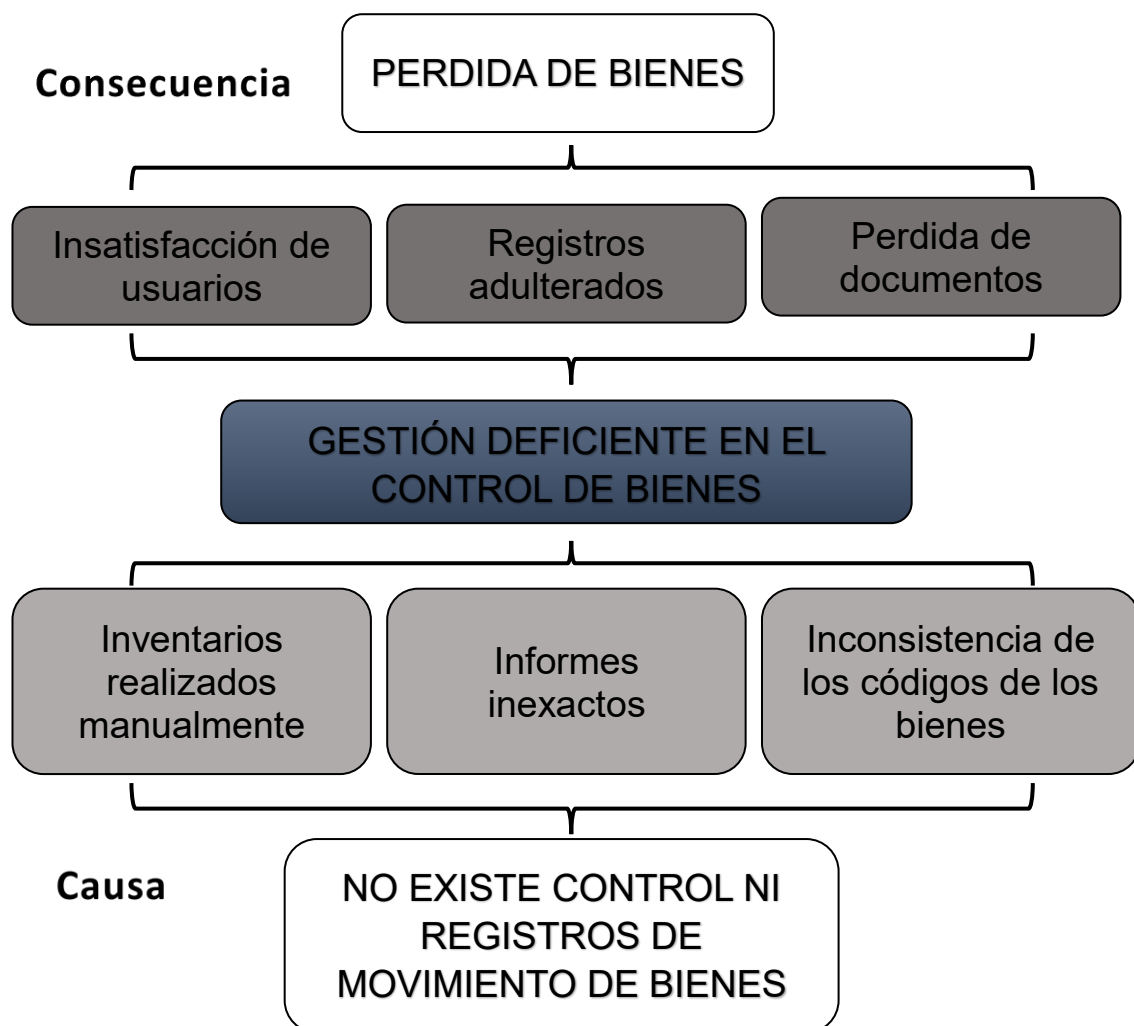 Consecuencia
PERDIDA DE BIENES
Insatisfacción de
usuarios
Registros
adulterados
Perdida de
documentos
GESTIÓN DEFICIENTE EN EL
CONTROL DE BIENES
Inventarios
realizados
manualmente
Informes
inexactos
Inconsistencia de
los códigos de los
bienes
Causa
NO EXISTE CONTROL NI
REGISTROS DE
MOVIMIENTO DE BIENES